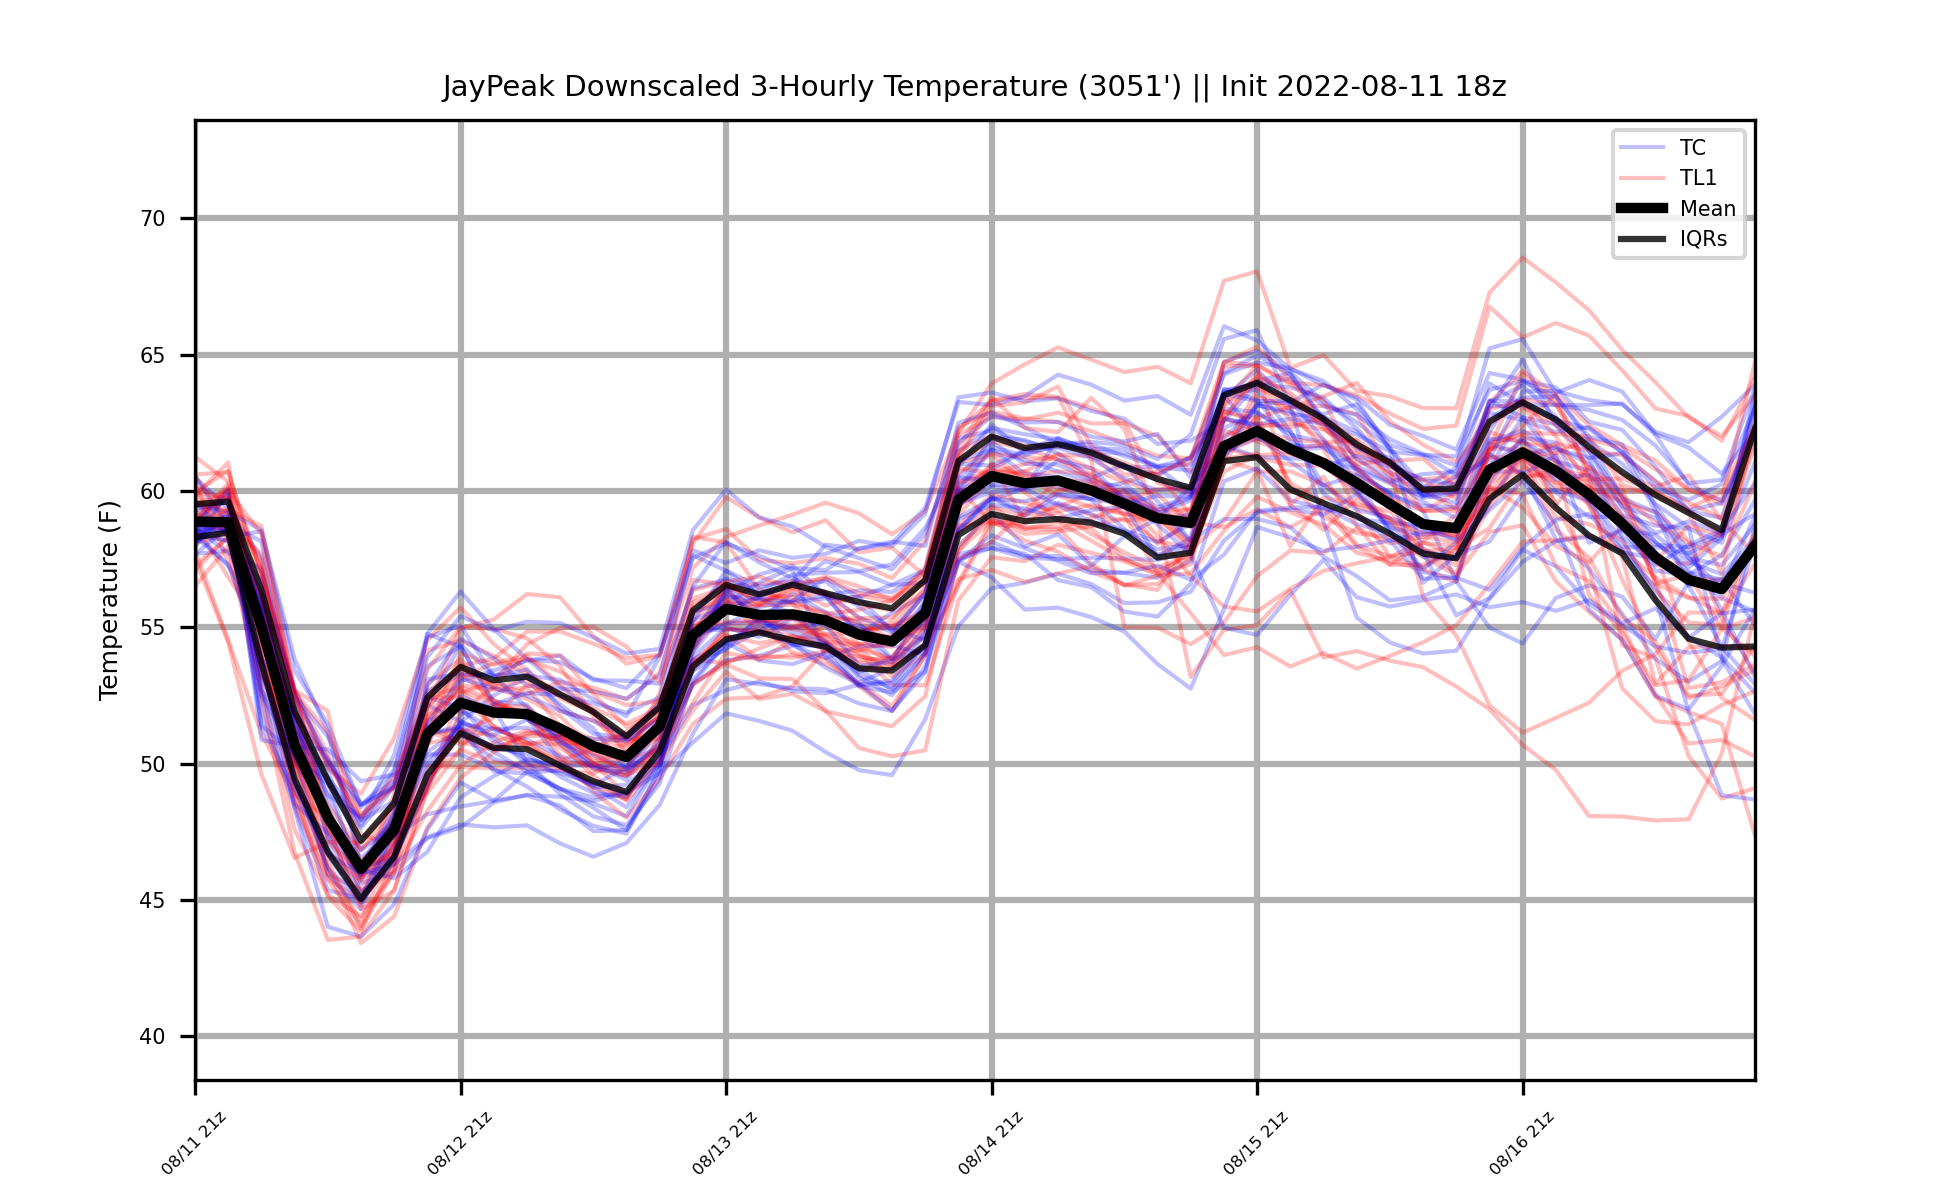 JayPeak Downscaled 3-Hourly Temperature (3051') || Init 2022-08-11 18z
TC
TL1
Mean
IQRs
Temperature (F)
70
65
60
55
50
45
40
08/11 21z
08/12 21z
08/13 21z
08/14 21z
08/15 21z
08/16 21z